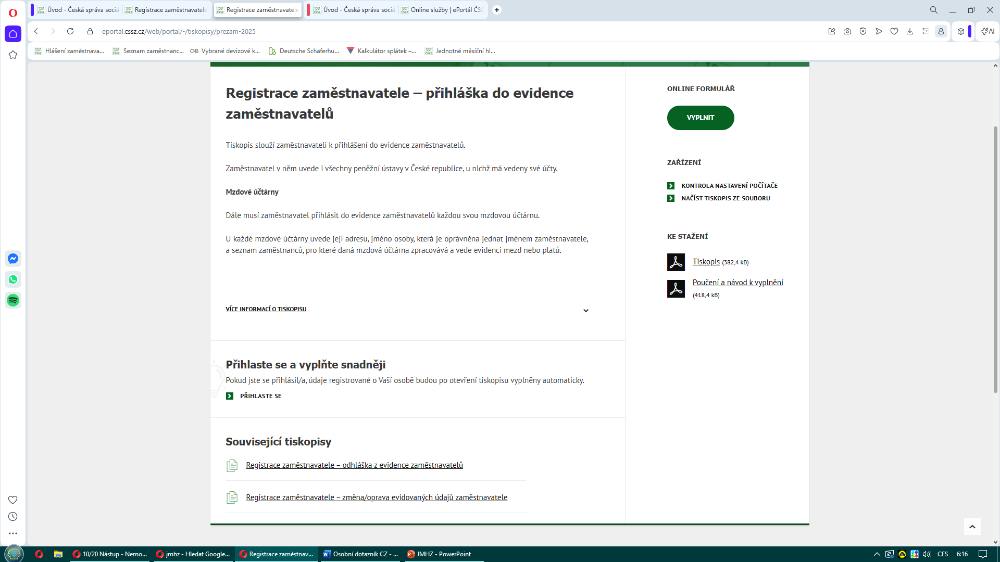 Úvod - Česká správa sociá
Registrace zaměstnavatele
Registrace zaměstnavatele
Úvod - Česká správa sociá
Online služby | ePortál ČSS
eportal.cssz.cz/web/portal/-/tiskopisy/prezam-2025
AI
Hlášení zaměstnava...
Seznam zaměstnanc...
CNB Vybrané devizové k...
Deutsche Schäferhu...
Kalkulátor splátek –...
Jednotné měsíční hl...
Registrace zaměstnavatele – přihláška do evidence
zaměstnavatelů
Tiskopis slouží zaměstnavateli k přihlášení do evidence zaměstnavatelů.
Zaměstnavatel v něm uvede i všechny peněžní ústavy v České republice, u nichž má vedeny své účty.
Mzdové účtárny
Dále musí zaměstnavatel přihlásit do evidence zaměstnavatelů každou svou mzdovou účtárnu.
U každé mzdové účtárny uvede její adresu, jméno osoby, která je oprávněna jednat jménem zaměstnavatele,
a seznam zaměstnanců, pro které daná mzdová účtárna zpracovává a vede evidenci mezd nebo platů.
VÍCE INFORMACÍ O TISKOPISU
Přihlaste se a vyplňte snadněji
Pokud jste se přihlásil/a, údaje registrované o Vaší osobě budou po otevření tiskopisu vyplněny automaticky.
PŘIHLASTE SE
Související tiskopisy
Registrace zaměstnavatele – odhláška z evidence zaměstnavatelů
Registrace zaměstnavatele – změna/oprava evidovaných údajů zaměstnavatele
ONLINE FORMULÁŘ
VYPLNIT
ZAŘÍZENÍ
KONTROLA NASTAVENÍ POČÍTAČE
NAČÍST TISKOPIS ZE SOUBORU
KE STAŽENÍ
Tiskopis (382,4 kB)
Poučení a návod k vyplnění
(418,4 kB)
10/20 Nástup - Nemo...
jmhz - Hledat Google...
Registrace zaměstnav...
Osobní dotazník CZ - ...
JMHZ - PowerPoint
CES
6:16